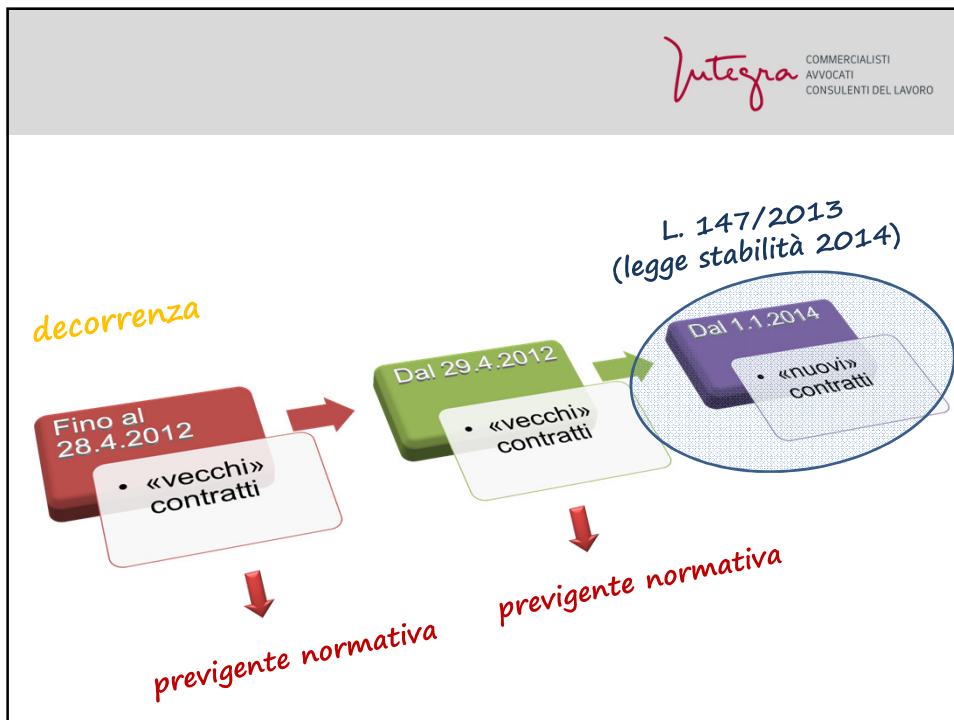 Integra
COMMERCIALISTI
AVVOCATI
CONSULENTI DEL LAVORO
L. 147/2013
(legge stabilità 2014)
decorrenza
Fino al
28.4.2012
• «vecchi»
contratti
Dal 29.4.2012
• «vecchi»
contratti
Dal 1.1.2014
• «nuovi»
contratti
previgente normativa
previgente normativa